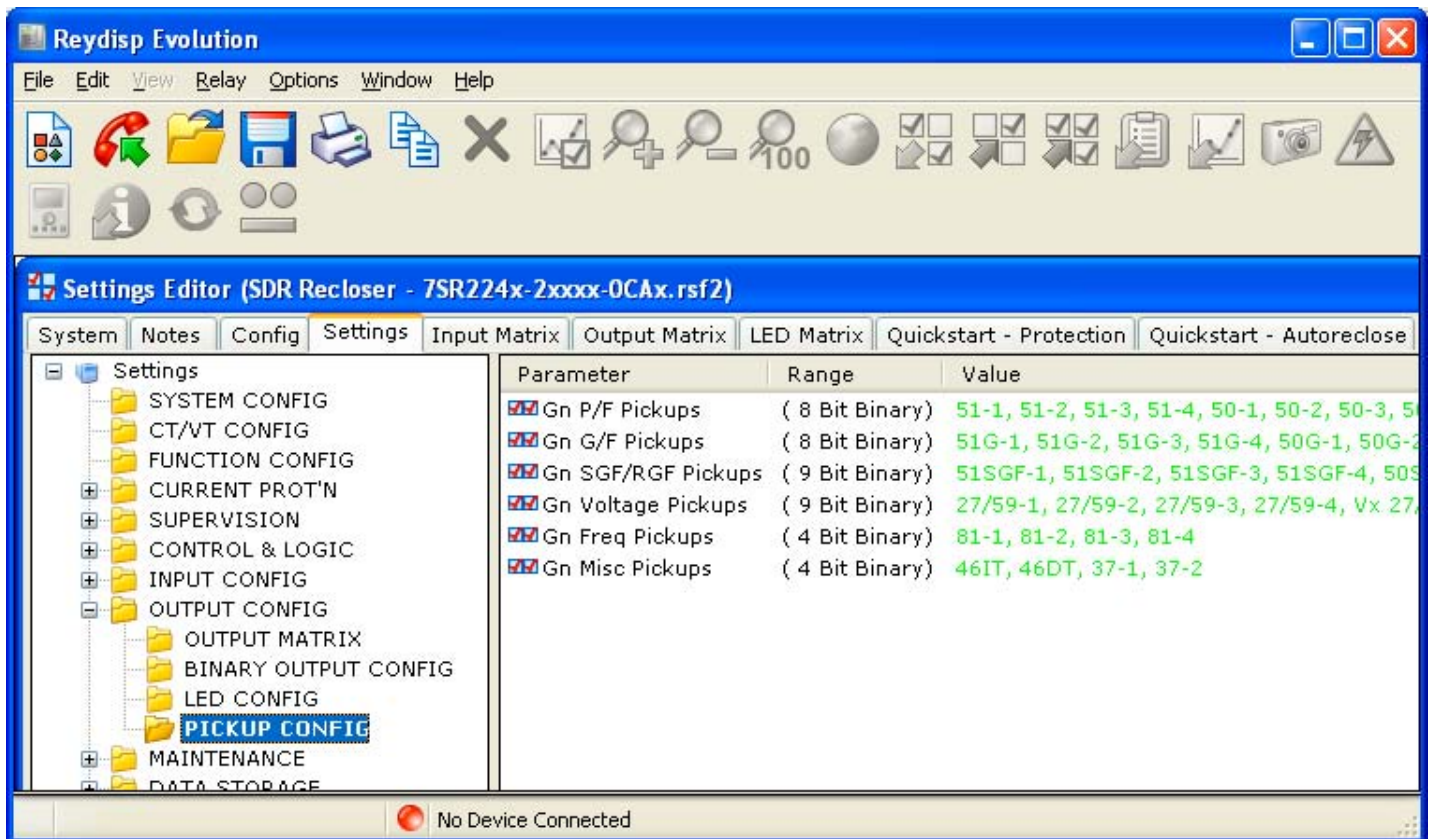 Reydisp Evolution
File Edit View Relay Options Window Help
100
Settings Editor (SDR Recloser - 7SR224x-2xxxx-0CAx.rsf2)
System Notes Config Settings Input Matrix Output Matrix LED Matrix Quickstart - Protection Quickstart - Autoreclose
Settings
SYSTEM CONFIG
CT/VT CONFIG
FUNCTION CONFIG
CURRENT PROT'N
SUPERVISION
CONTROL & LOGIC
INPUT CONFIG
OUTPUT CONFIG
OUTPUT MATRIX
BINARY OUTPUT CONFIG
LED CONFIG
PICKUP CONFIG
MAINTENANCE
DATA STORAGE
Parameter Range Value
Gn P/F Pickups ( 8 Bit Binary) 51-1, 51-2, 51-3, 51-4, 50-1, 50-2, 50-3,
Gn G/F Pickups ( 8 Bit Binary) 51G-1, 51G-2, 51G-3, 51G-4, 50G-1,
Gn SGF/RGF Pickups ( 9 Bit Binary) 51SGF-1, 51SGF-2, 51SGF-3, 51SGF-4,
Gn Voltage Pickups ( 9 Bit Binary) 27/59-1, 27/59-2, 27/59-3, 27/59-4, Vx
Gn Freq Pickups ( 4 Bit Binary) 81-1, 81-2, 81-3, 81-4
Gn Misc Pickups ( 4 Bit Binary) 46IT, 46DT, 37-1, 37-2
No Device Connected